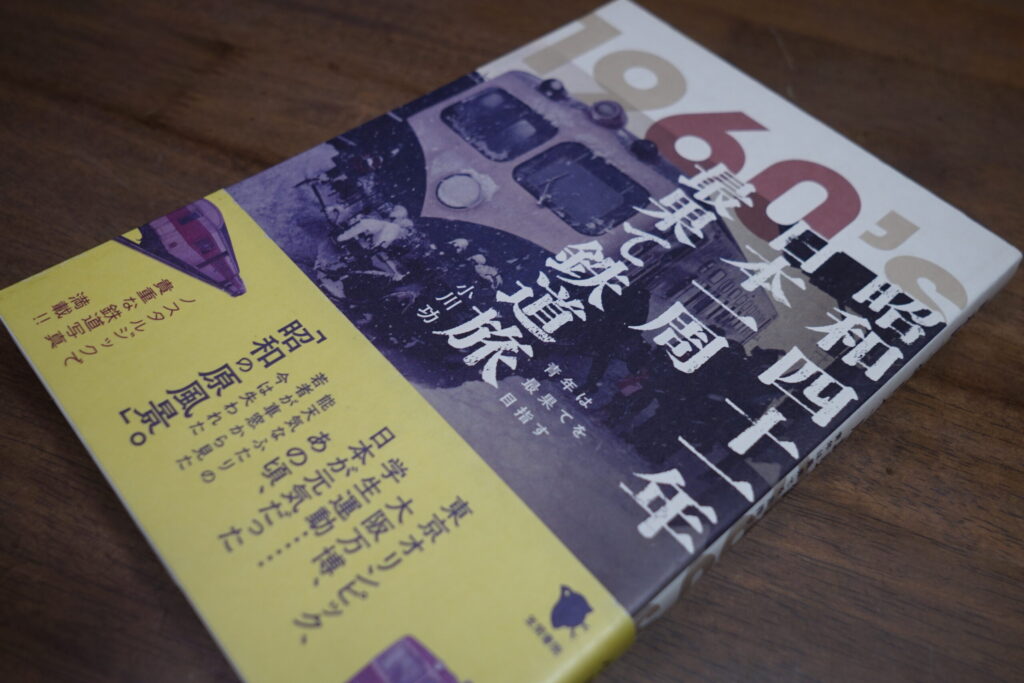 1960's
昭和四十一年
日本一周
最果て
鉄道旅
小川功
青年は
最果てを
目指す
東京オリンピック、
大阪万博、
学生運動……
日本が元気だった
あの頃、
能天気なふたりの
若者が車窓から見た
今は失われた
「昭和の原風景」。
ノスタルジックで
貴重な鉄道写真
満載!!
笠間書院